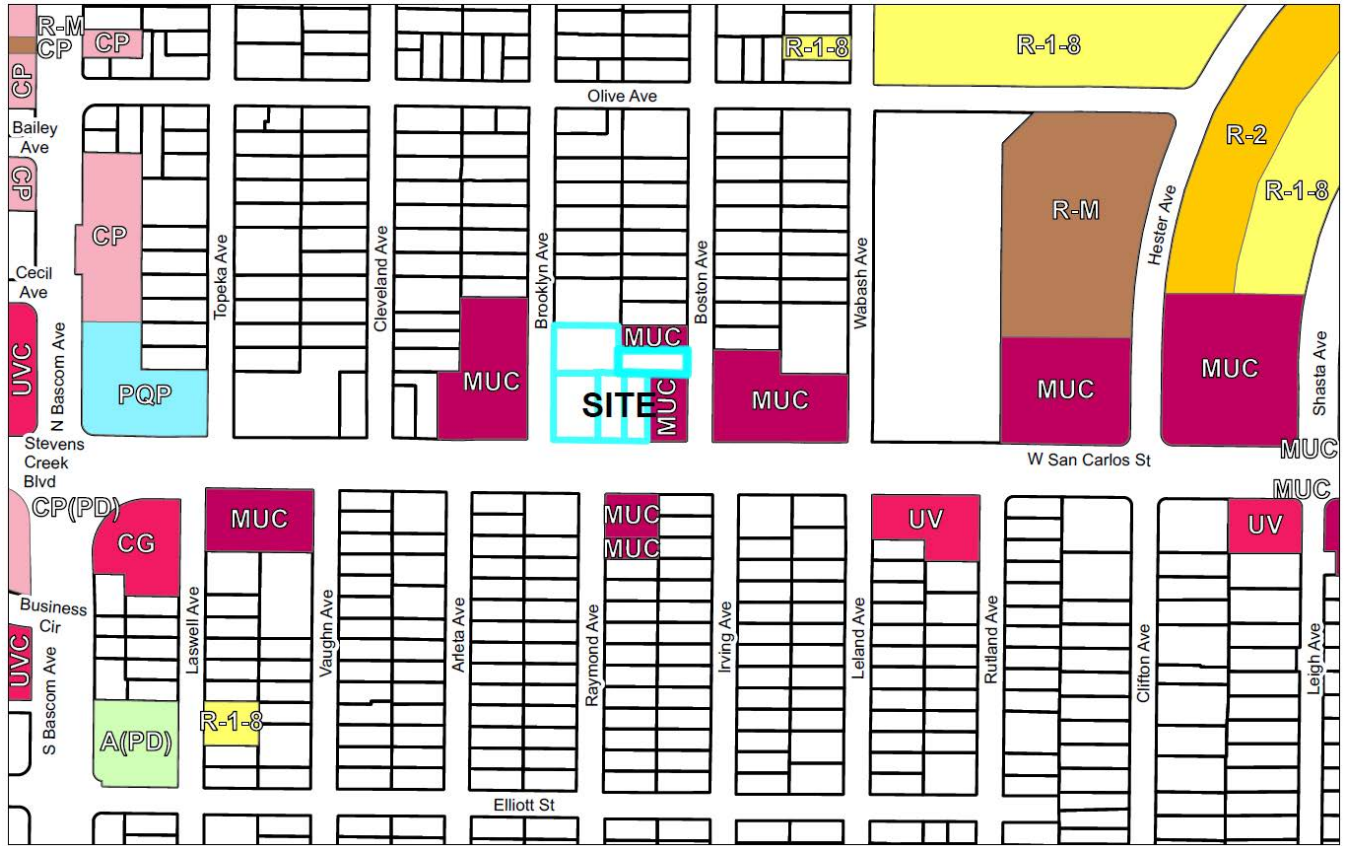 R-M
CP
CP
CP
R-1-8
R-1-8
Olive Ave
Bailey
Ave
CP
R-2
R-1-8
CP
R-M
Hester Ave
Topeka Ave
Cleveland Ave
Brooklyn Ave
Boston Ave
Wabash Ave
Cecil
Ave
N Bascom Ave
UVC
PQP
MUC
MUC
SITE
MUC
MUC
MUC
MUC
Shasta Ave
Stevens
Creek
Blvd
W San Carlos St
MUC
MUC
CP(PD)
CG
MUC
MUC
MUC
UV
UV
Business
Cir
UVC
S Bascom Ave
Laswell Ave
Vaughn Ave
Arleta Ave
Raymond Ave
Irving Ave
Leland Ave
Rutland Ave
Clifton Ave
Leigh Ave
R-1-8
A(PD)
Elliott St